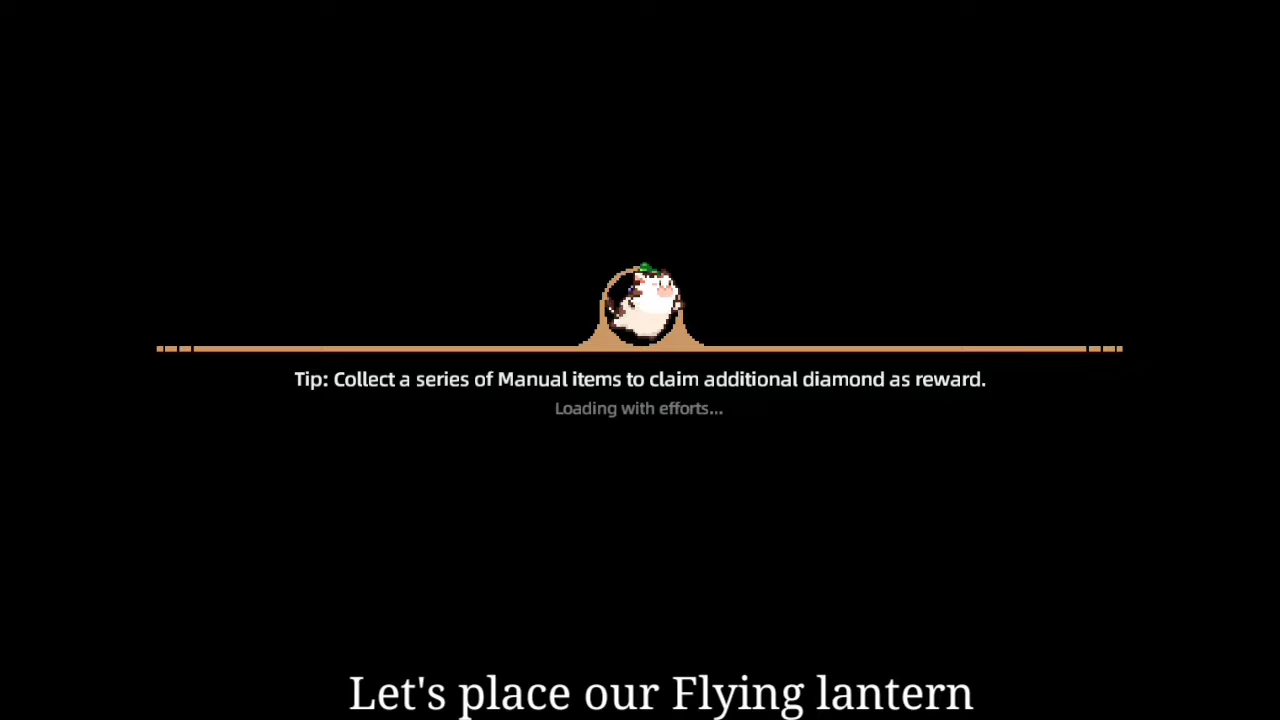 Tip: Collect a series of Manual items to claim additional diamond as reward.
Loading with efforts...
Let's place our Flying lantern